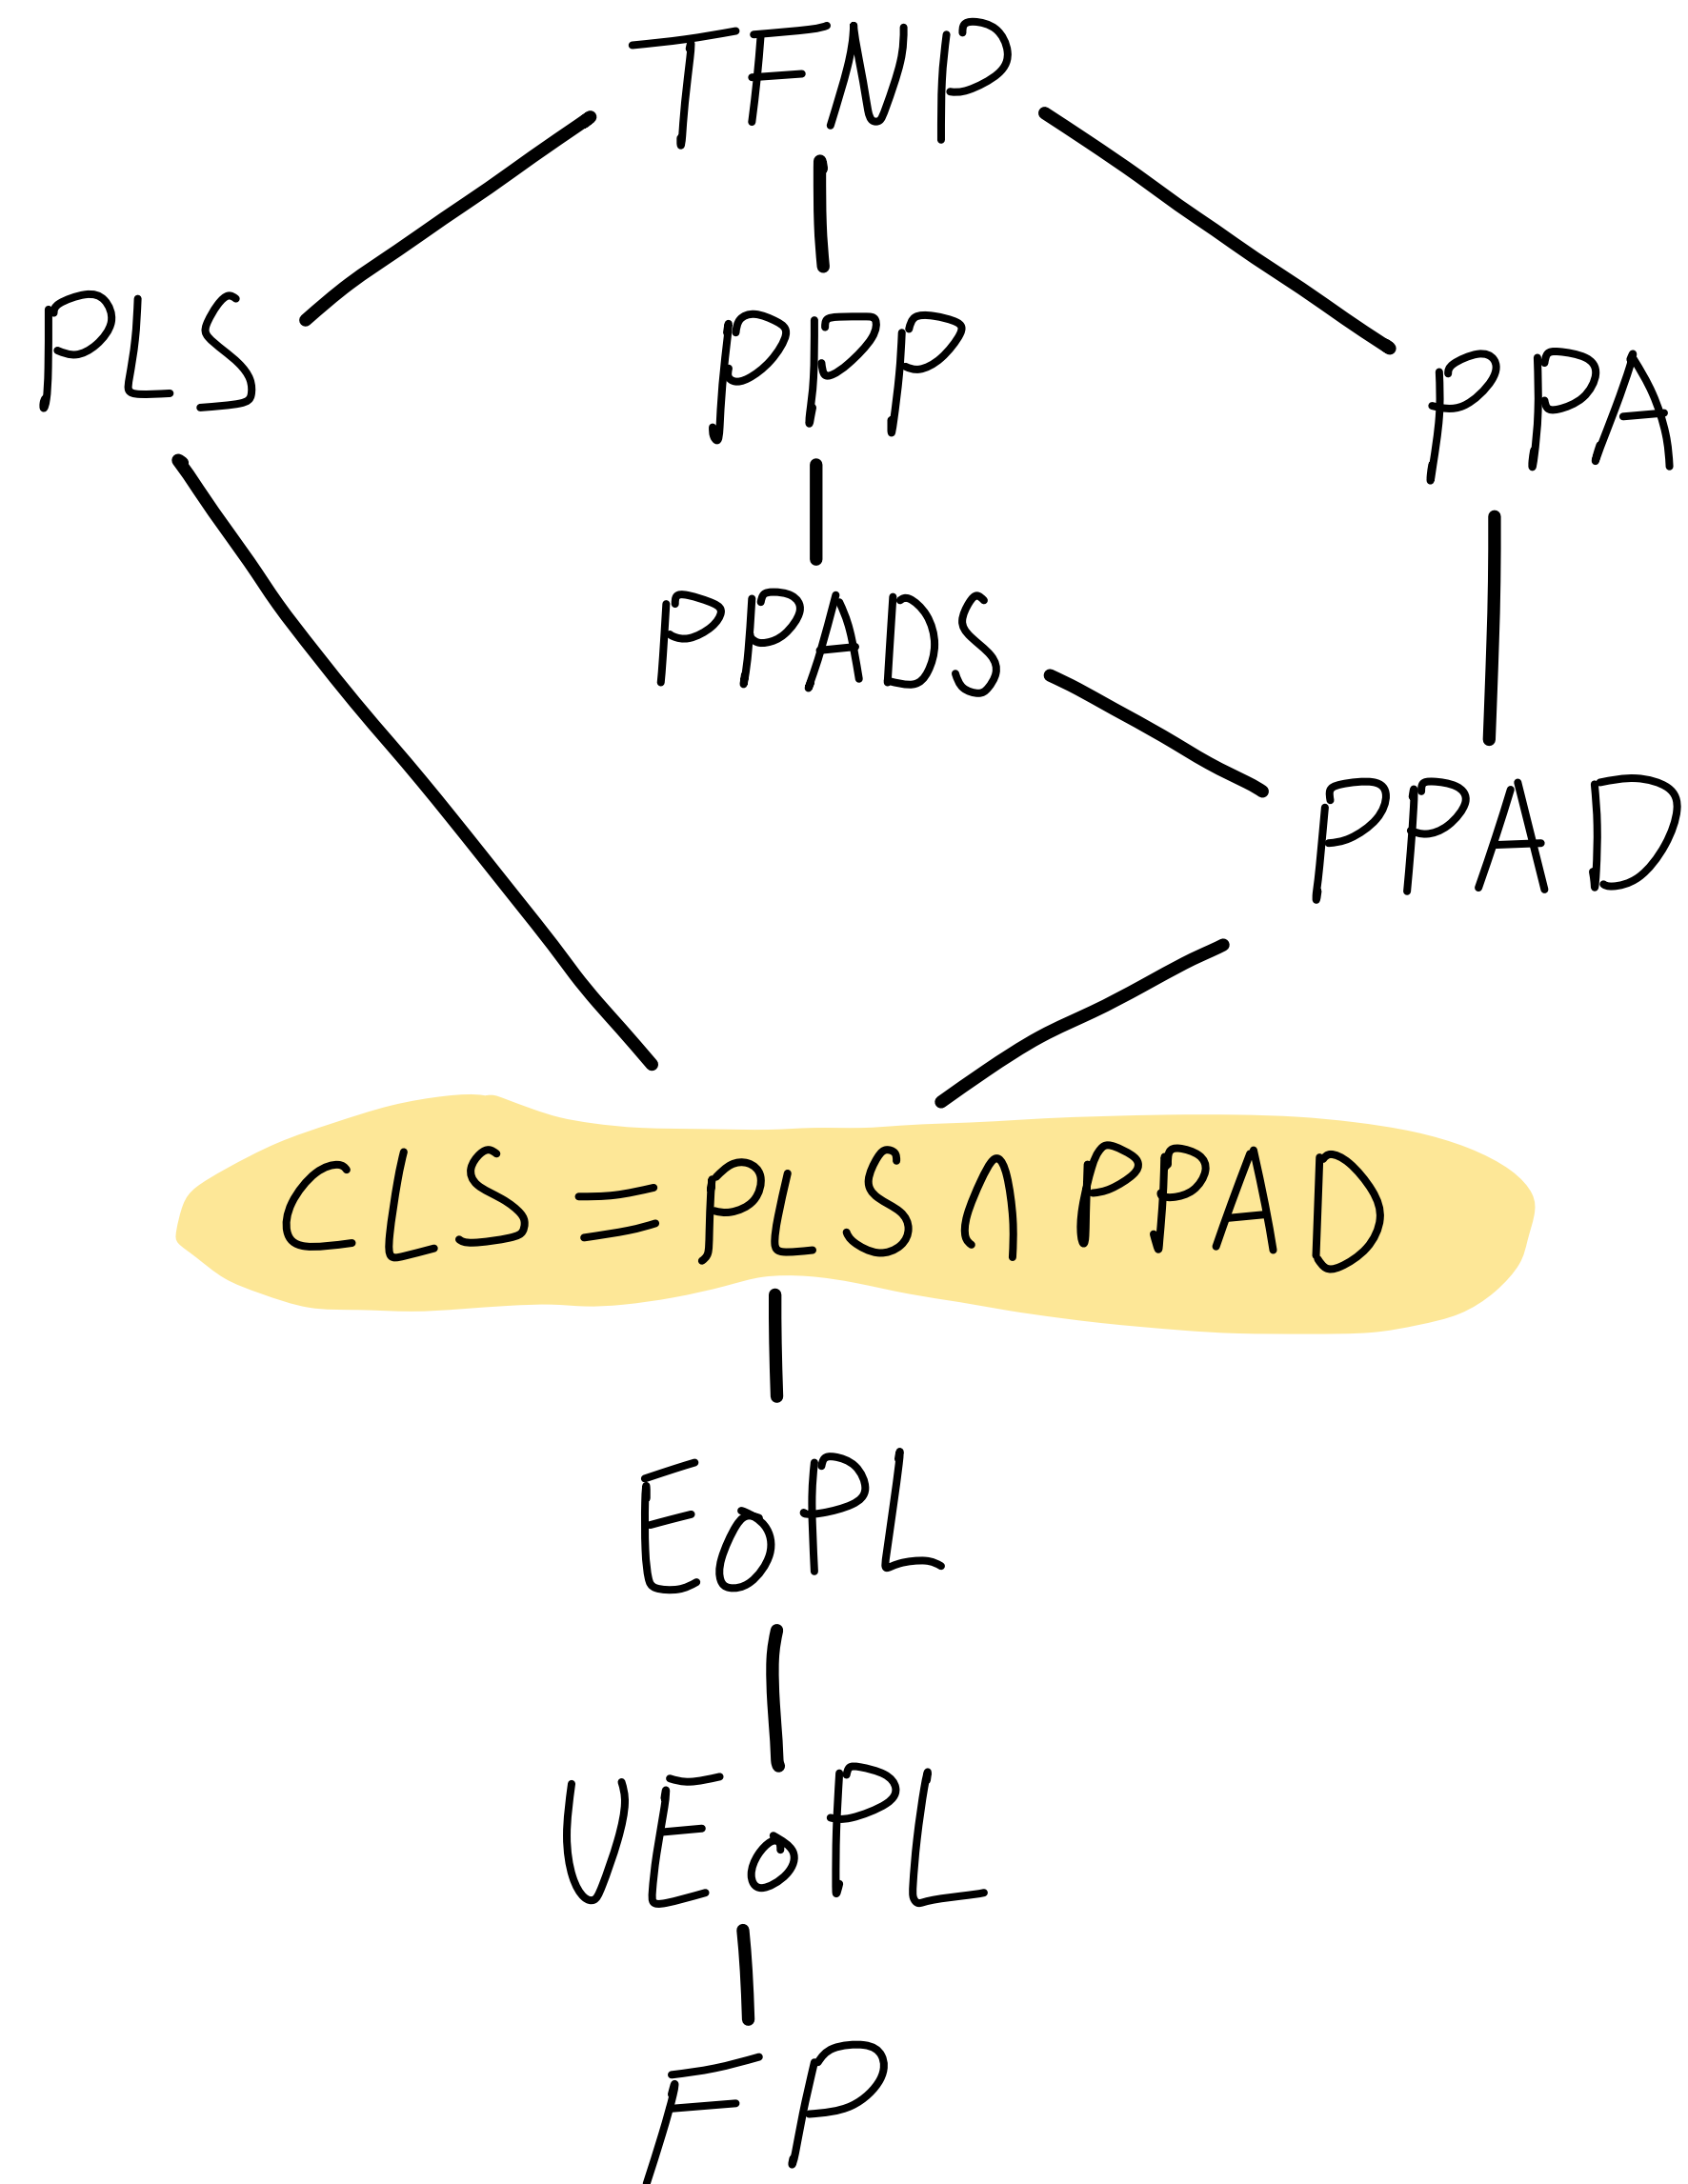 TFNP
PLS
PPP
PPA
PPADS
PPAD
CLS = PLS ∩ PPAD
EoPL
UEoPL
FP